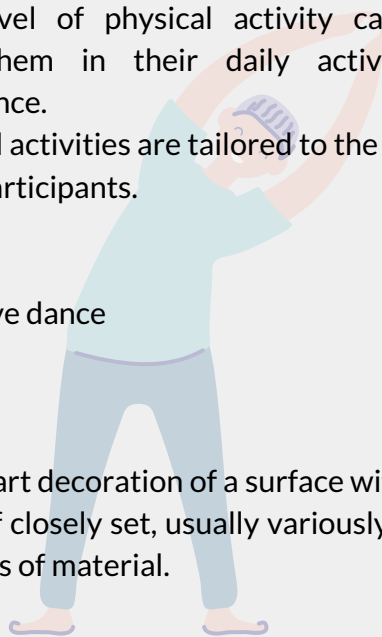 vel of physical activity ca
hem in their daily activ
nce.
l activities are tailored to the
articipants.
ve dance
art decoration of a surface wi
f closely set, usually variously
s of material.